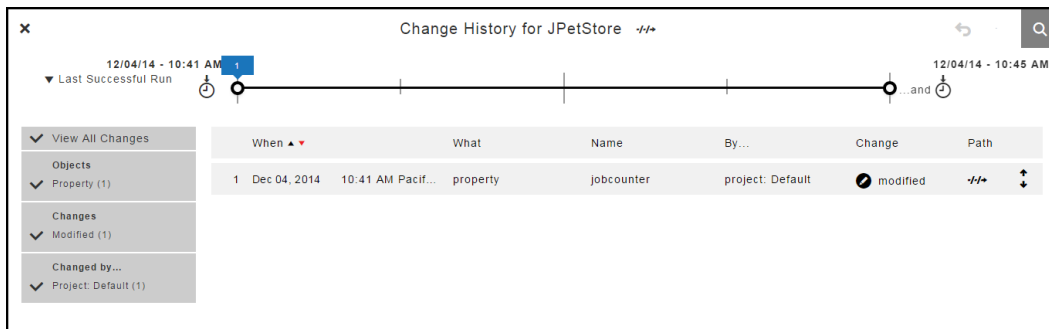 Change History for JPetStore
12/04/14 - 10:41 AM
1
12/04/14 - 10:45 AM
Last Successful Run
...and
View All Changes
Objects
Property (1)
Changes
Modified (1)
Changed by...
Project: Default (1)
When What Name By... Change Path
1 Dec 04, 2014 10:41 AM Pacif... property jobcounter project: Default modified